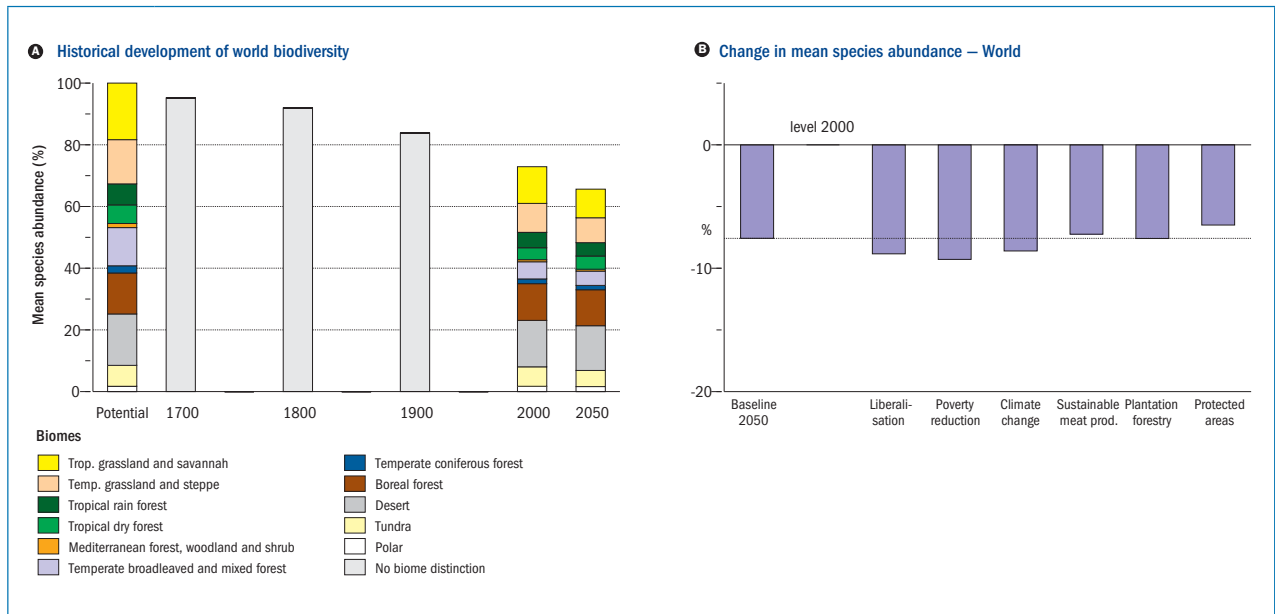 A Historical development of world biodiversity
100
80
60
40
20
0
Mean species abundance (%)
Potential 1700 1800 1900 2000 2050
Biomes
Trop. grassland and savannah
Temp. grassland and steppe
Tropical rain forest
Tropical dry forest
Mediterranean forest, woodland and shrub
Temperate broadleaved and mixed forest
Temperate coniferous forest
Boreal forest
Desert
Tundra
Polar
No biome distinction
B Change in mean species abundance — World
level 2000
0
%
-10
-20
Baseline
2050
Liberali-
sation
Poverty
reduction
Climate
change
Sustainable
meat prod.
Plantation
forestry
Protected
areas